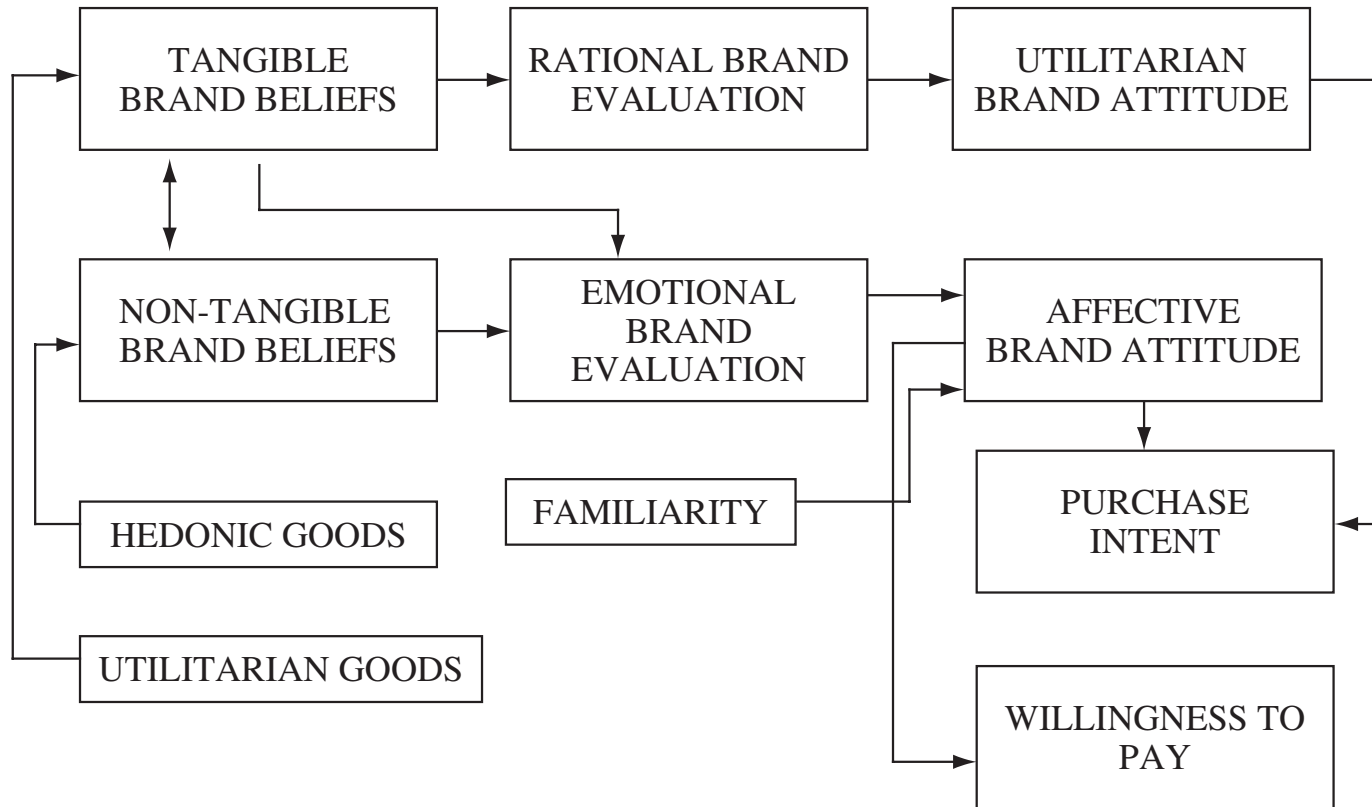 TANGIBLE
BRAND BELIEFS
RATIONAL BRAND
EVALUATION
UTILITARIAN
BRAND ATTITUDE
NON-TANGIBLE
BRAND BELIEFS
EMOTIONAL
BRAND
EVALUATION
AFFECTIVE
BRAND ATTITUDE
HEDONIC GOODS
FAMILIARITY
PURCHASE
INTENT
UTILITARIAN GOODS
WILLINGNESS TO
PAY